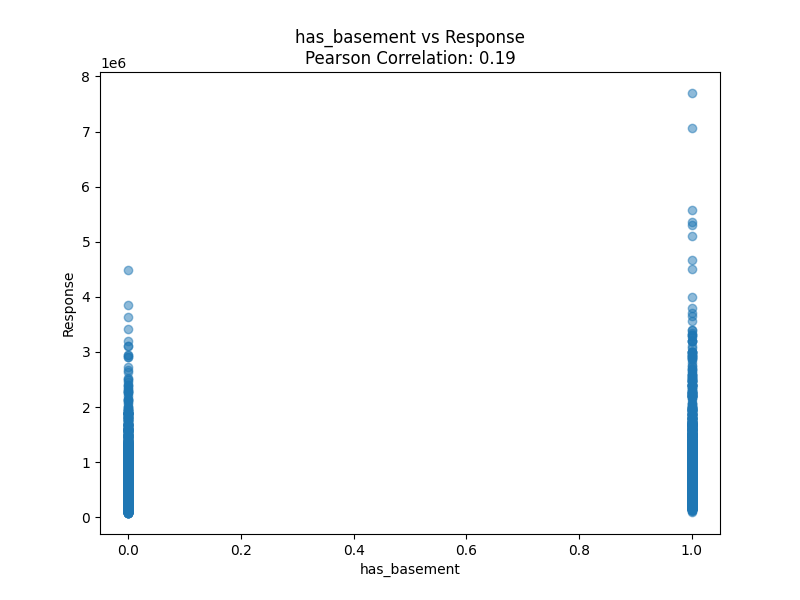 has_basement vs Response
Pearson Correlation: 0.19
1e6
8
7
6
5
4
3
2
1
0
Response
0.0 0.2 0.4 0.6 0.8 1.0
has_basement